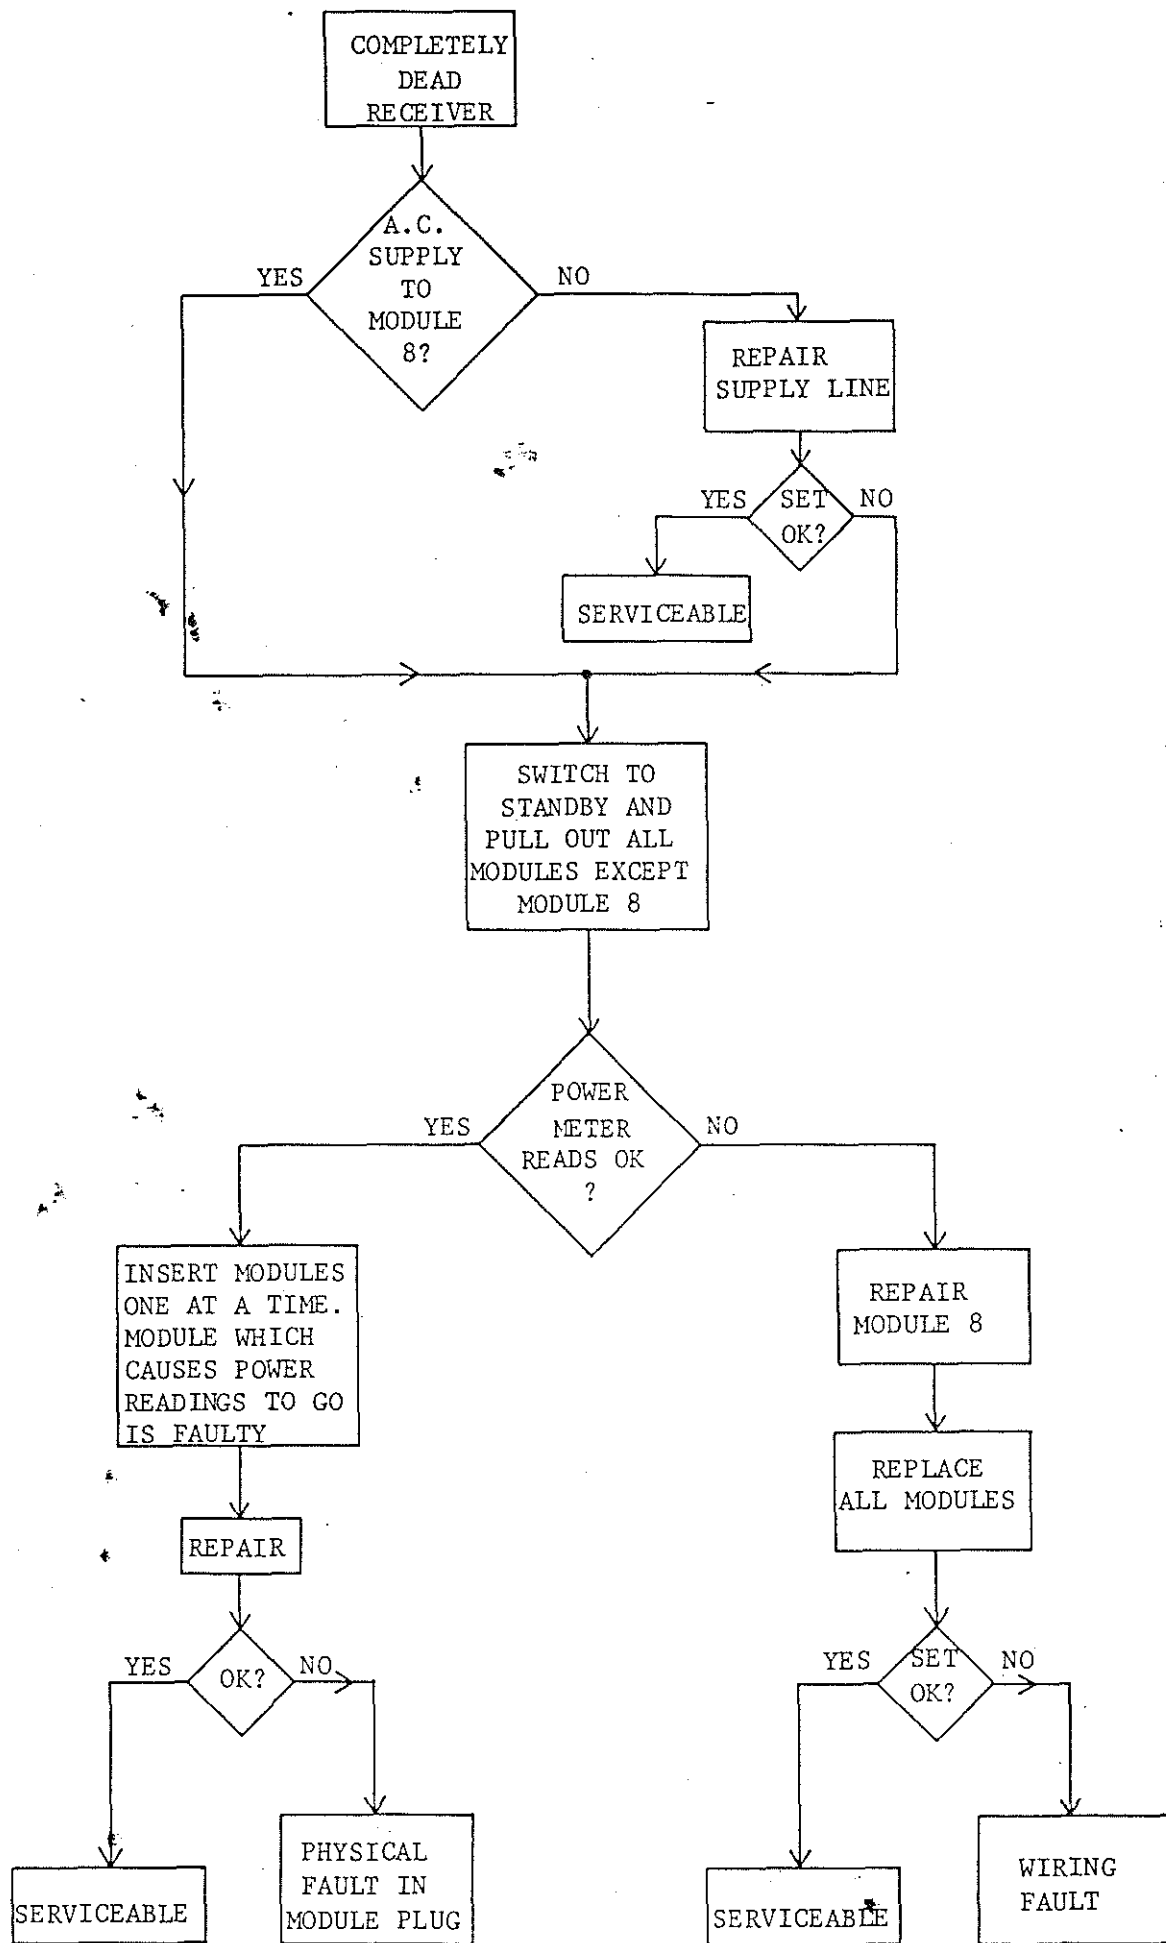 COMPLETELY
DEAD
RECEIVER
A.C.
SUPPLY
TO
MODULE
8?
YES
NO
REPAIR
SUPPLY LINE
YES
SET
OK?
NO
SERVICEABLE
SWITCH TO
STANDBY AND
PULL OUT ALL
MODULES EXCEPT
MODULE 8
POWER
METER
READS OK
?
YES
NO
INSERT MODULES
ONE AT A TIME.
MODULE WHICH
CAUSES POWER
READINGS TO GO
IS FAULTY
REPAIR
MODULE 8
REPLACE
ALL MODULES
REPAIR
YES
OK?
NO
YES
SET
OK?
NO
SERVICEABLE
PHYSICAL
FAULT IN
MODULE PLUG
SERVICEABLE
WIRING
FAULT